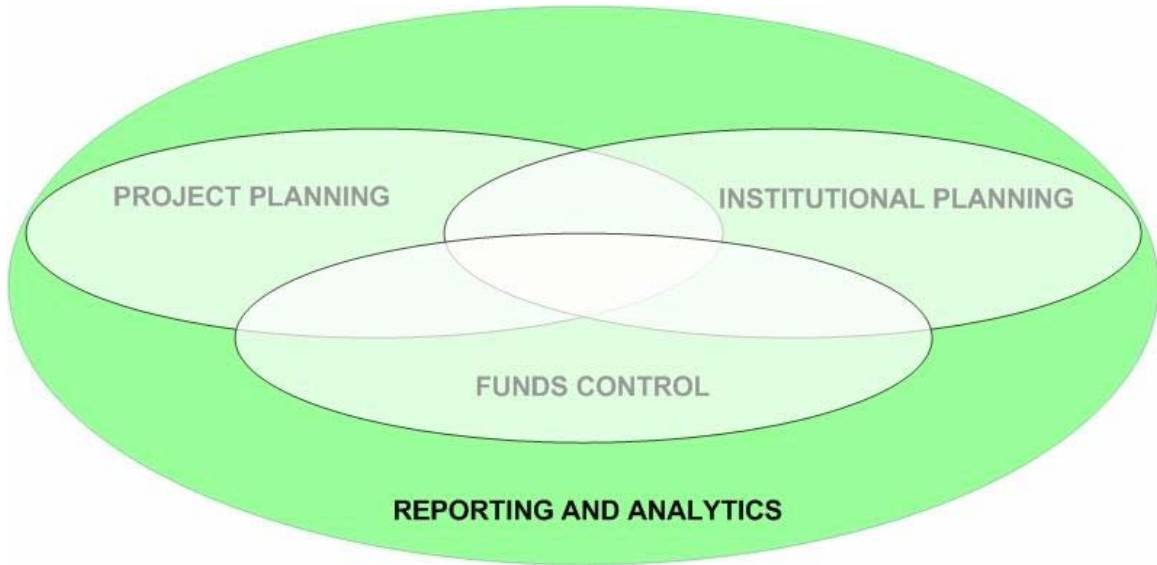 PROJECT PLANNING
INSTITUTIONAL PLANNING
FUNDS CONTROL
REPORTING AND ANALYTICS